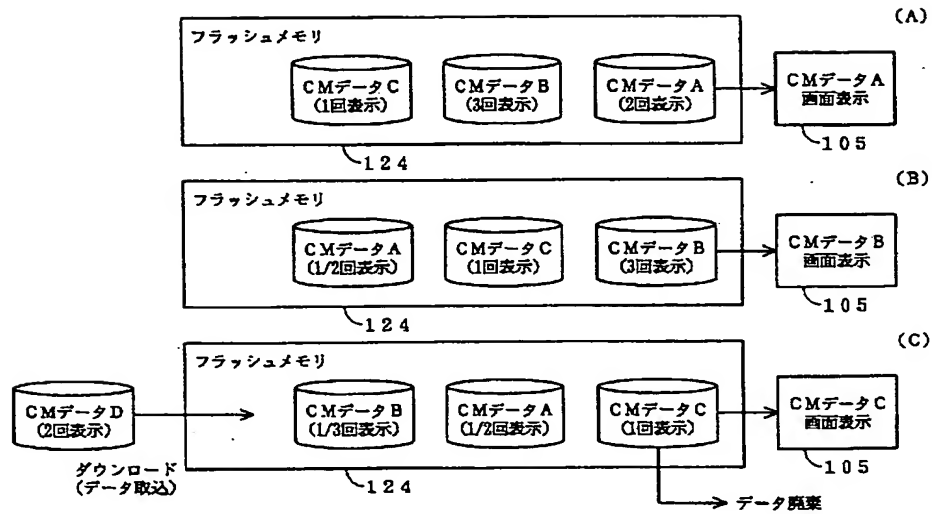 (A)
フラッシュメモリ
CMデータC
(1回表示)
CMデータB
(3回表示)
CMデータA
(2回表示)
CMデータA
画面表示
124
105
(B)
フラッシュメモリ
CMデータA
(1/2回表示)
CMデータC
(1回表示)
CMデータB
(3回表示)
CMデータB
画面表示
124
105
(C)
フラッシュメモリ
CMデータD
(2回表示)
CMデータB
(1/3回表示)
CMデータA
(1/2回表示)
CMデータC
(1回表示)
CMデータC
画面表示
ダウンロード
(データ取込)
124
105
データ廃棄